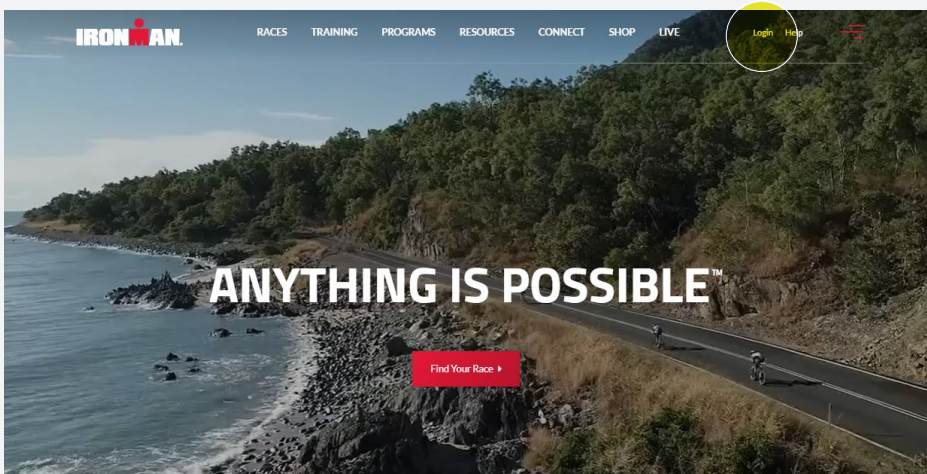 IRONMAN
RACES TRAINING PROGRAMS RESOURCES CONNECT SHOP LIVE Login Help
ANYTHING IS POSSIBLE™
Find Your Race